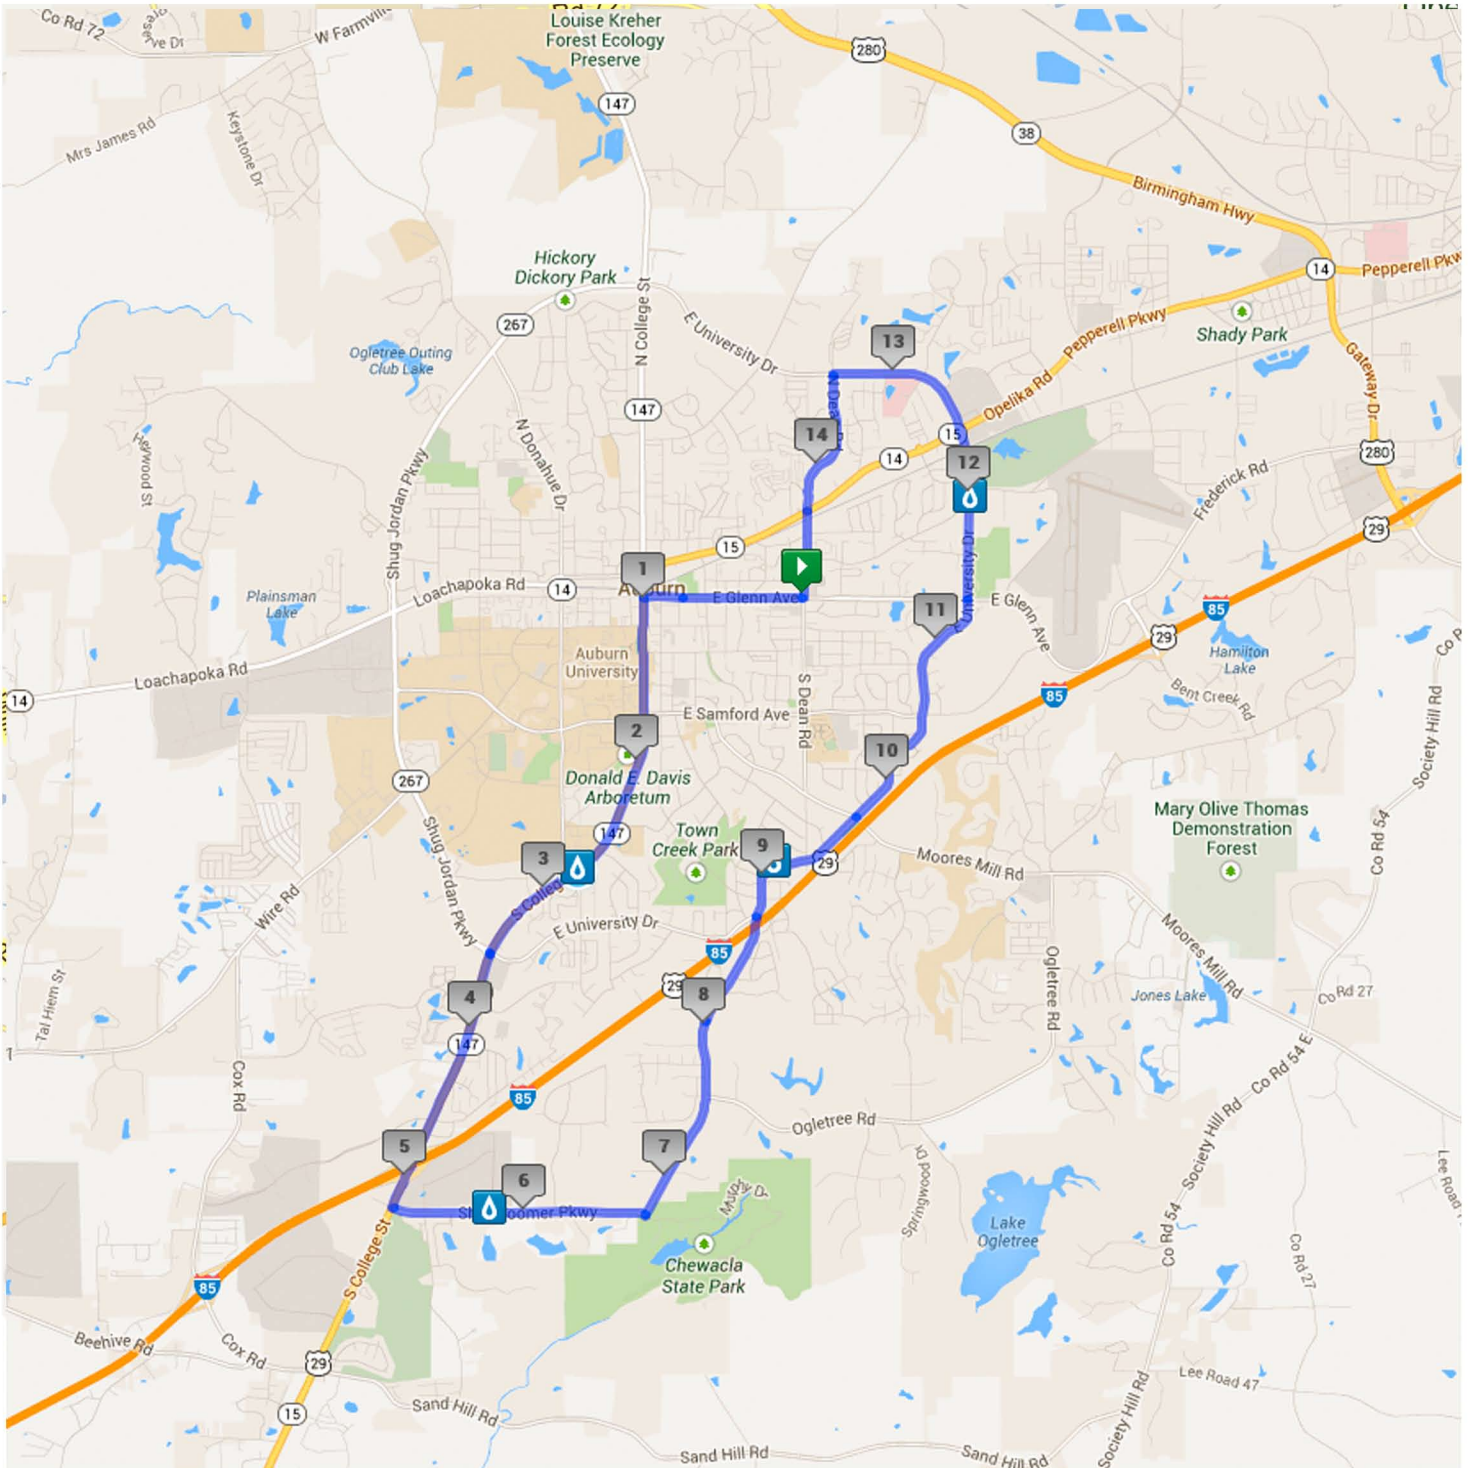 Co Rd 72
W Farmville
Rd 72
Louise Kreher
Forest Ecology
Preserve
280
147
38
Mrs James Rd
Keystone Dr
Birmingham Hwy
Hickory
Dickory Park
14
Pepperell Pkw
267
N College St
E University Dr
Pepperell Pkwy
Shady Park
Ogletree Outing
Club Lake
13
Gateway Dr
147
Opelika Rd
N Donahue Dr
14
15
14
12
280
Heywood St
Shug Jordan Pkwy
Frederick Rd
29
15
1
Loachapoka Rd
14
Auburn
E Glenn Ave
E University Dr
Plainsman
Lake
11
E Glenn Ave
85
29
Hamilton
Lake
Auburn
University
Loachapoka Rd
14
S Dean Rd
85
Bent Creek Rd
Society Hill Rd
E Samford Ave
2
10
267
Donald E. Davis
Arboretum
Mary Olive Thomas
Demonstration
Forest
Co Rd 54
147
Town
Creek Park
9
3
29
Moores Mill Rd
Shug Jordan Pkwy
Wire Rd
S Colleg
E University Dr
85
Moores Mill Rd
Ogletree Rd
29
8
4
Jones Lake
Co Rd 27
Tal Hiem St
147
Cox Rd
85
Co Rd 54 E
Ogletree Rd
5
7
Society Hill Rd
6
Springwood Dr
Lee Road
Lake
Ogletree
S College St
Chewacla
State Park
Co Rd 54
Co Rd 27
85
Beehive Rd
Cox Rd
29
Lee Road 47
15
Sand Hill Rd
Society Hill Rd
Sand Hill Rd
Sand Hill Rd